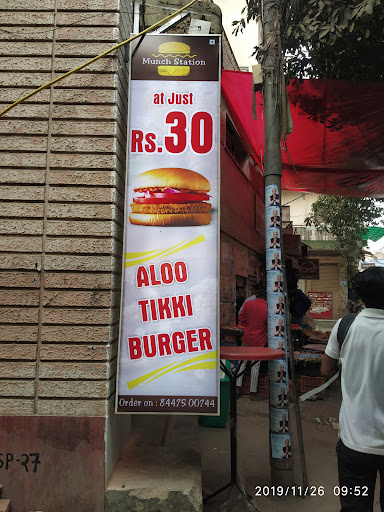 Munch Station
at Just
Rs.30
ALOO
TIKKI
BURGER
Order on : 84475 00744
SP-27
2019/11/26 09:52